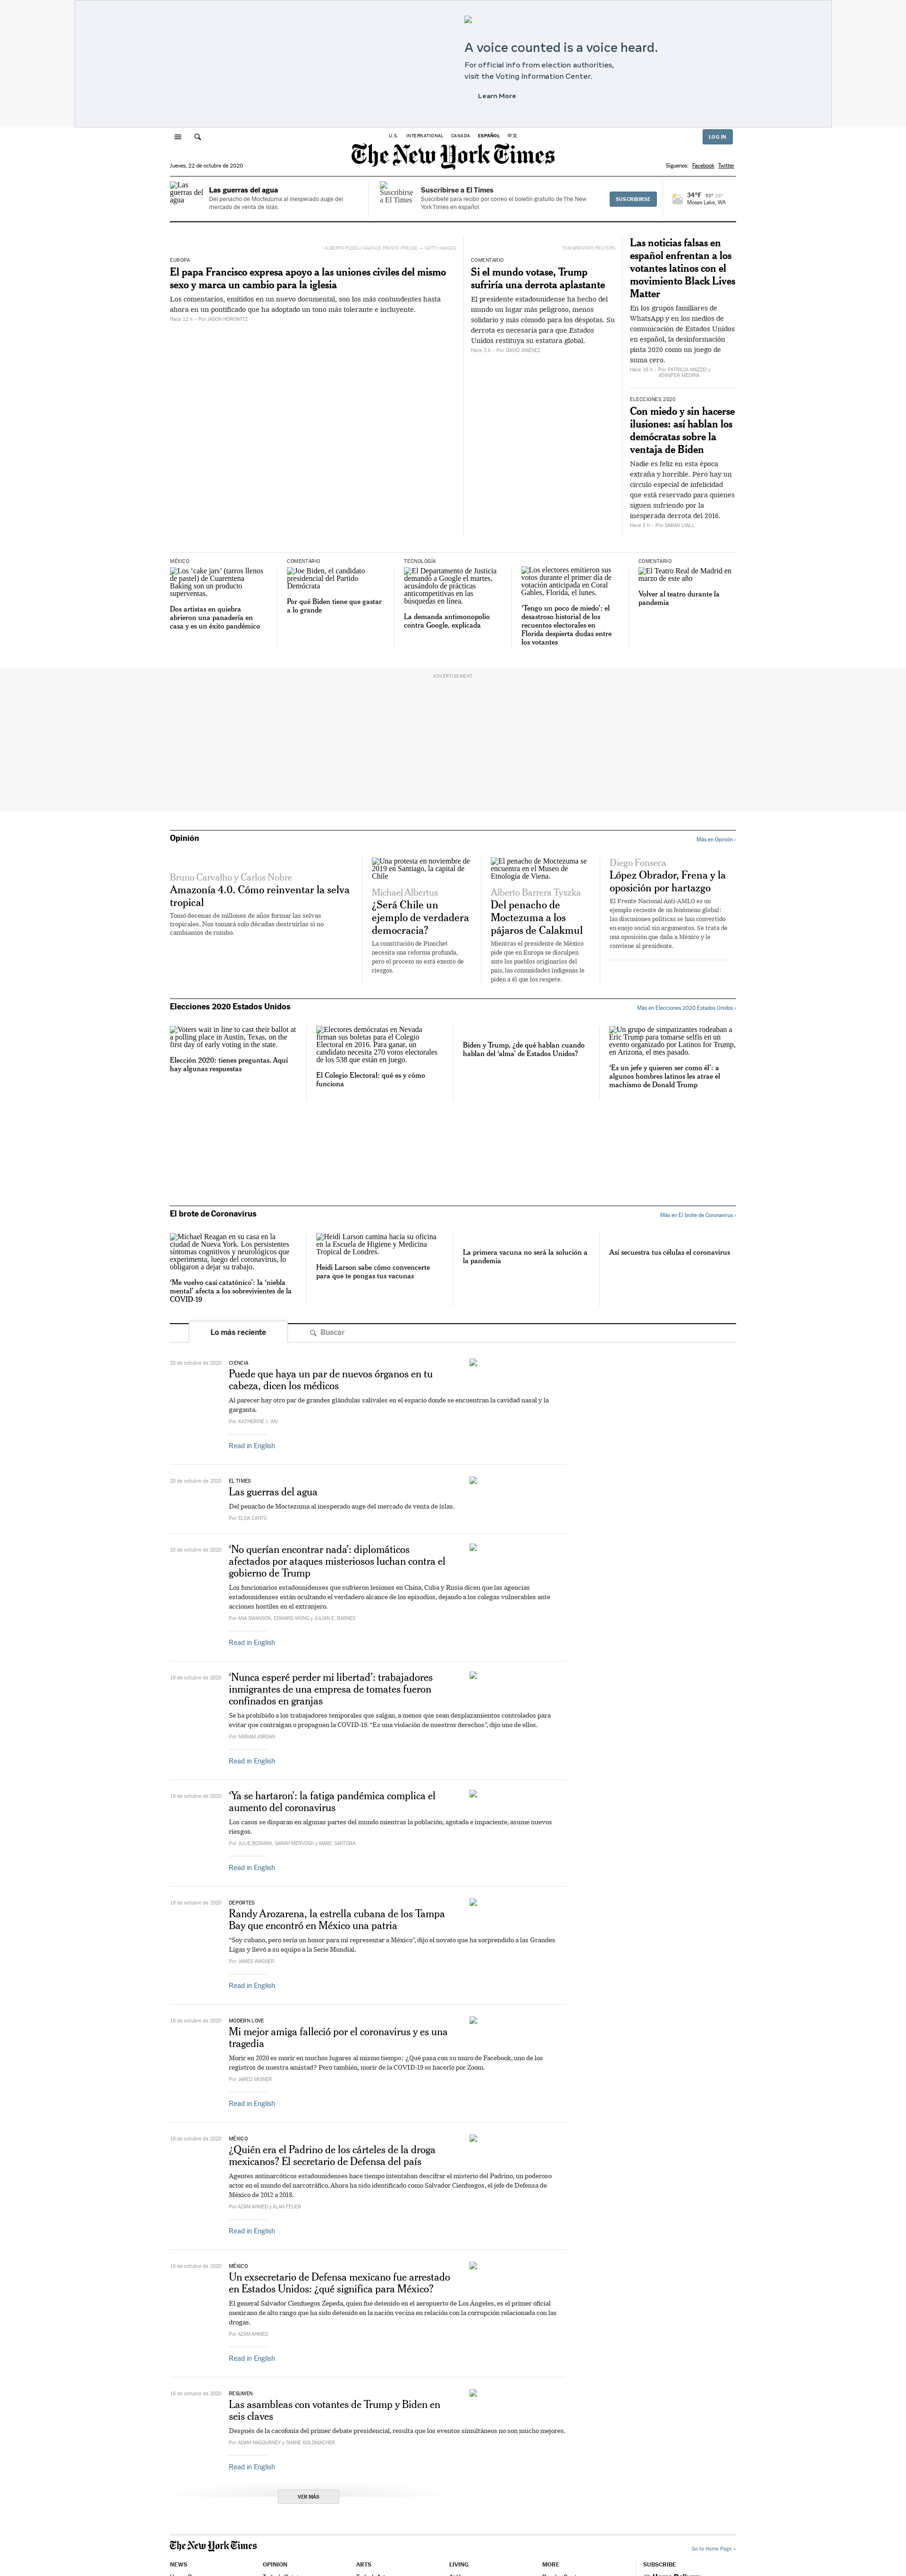 A voice counted is a voice heard.
For official info from election authorities,
visit the Voting Information Center.
Learn More
U.S.
INTERNATIONAL
CANADA
ESPAÑOL
中文
LOG IN
The New York Times
Jueves, 22 de octubre de 2020
Síguenos: Facebook Twitter
Las guerras del agua
Las guerras del agua
Del penacho de Moctezuma al inesperado auge del
mercado de venta de islas.
Suscribirse a El Times
Suscribirse a El Times
Suscríbete para recibir por correo el boletín gratuito de The New
York Times en español.
SUSCRIBIRSE
34°F 59° 38°
Moses Lake, WA
ALBERTO PIZZOLI/AGENCE FRANCE-PRESSE — GETTY IMAGES
EUROPA
El papa Francisco expresa apoyo a las uniones civiles del mismo
sexo y marca un cambio para la iglesia
Los comentarios, emitidos en un nuevo documental, son los más contundentes hasta
ahora en un pontificado que ha adoptado un tono más tolerante e incluyente.
Hace 12 h • Por JASON HOROWITZ
TOM BRENNER/REUTERS
COMENTARIO
Si el mundo votase, Trump
sufriría una derrota aplastante
El presidente estadounidense ha hecho del
mundo un lugar más peligroso, menos
solidario y más cómodo para los déspotas. Su
derrota es necesaria para que Estados
Unidos restituya su estatura global.
Hace 3 h • Por DAVID JIMÉNEZ
Las noticias falsas en
español enfrentan a los
votantes latinos con el
movimiento Black Lives
Matter
En los grupos familiares de
WhatsApp y en los medios de
comunicación de Estados Unidos
en español, la desinformación
pinta 2020 como un juego de
suma cero.
Hace 16 h • Por PATRICIA MAZZEI y
JENNIFER MEDINA
ELECCIONES 2020
Con miedo y sin hacerse
ilusiones: así hablan los
demócratas sobre la
ventaja de Biden
Nadie es feliz en esta época
extraña y horrible. Pero hay un
círculo especial de infelicidad
que está reservado para quienes
siguen sufriendo por la
inesperada derrota del 2016.
Hace 5 h • Por SARAH LYALL
MÉXICO
Los ‘cake jars’ (tarros llenos de pastel) de Cuarentena Baking son un producto superventas.
Dos artistas en quiebra
abrieron una panadería en
casa y es un éxito pandémico
COMENTARIO
Joe Biden, el candidato presidencial del Partido Demócrata
Por qué Biden tiene que gastar
a lo grande
TECNOLOGÍA
El Departamento de Justicia demandó a Google el martes, acusándolo de prácticas anticompetitivas en las búsquedas en línea.
La demanda antimonopolio
contra Google, explicada
Los electores emitieron sus votos durante el primer día de votación anticipada en Coral Gables, Florida, el lunes.
‘Tengo un poco de miedo’: el
desastroso historial de los
recuentos electorales en
Florida despierta dudas entre
los votantes
COMENTARIO
El Teatro Real de Madrid en marzo de este año
Volver al teatro durante la
pandemia
ADVERTISEMENT
Opinión
Más en Opinión ›
Bruno Carvalho y Carlos Nobre
Amazonía 4.0. Cómo reinventar la selva
tropical
Tomó decenas de millones de años formar las selvas
tropicales. Nos tomará solo décadas destruirlas si no
cambiamos de rumbo.
Una protesta en noviembre de 2019 en Santiago, la capital de Chile
Michael Albertus
¿Será Chile un
ejemplo de verdadera
democracia?
La constitución de Pinochet
necesita una reforma profunda,
pero el proceso no está exento de
riesgos.
El penacho de Moctezuma se encuentra en el Museo de Etnología de Viena.
Alberto Barrera Tyszka
Del penacho de
Moctezuma a los
pájaros de Calakmul
Mientras el presidente de México
pide que en Europa se disculpen
ante los pueblos originarios del
país, las comunidades indígenas le
piden a él que los respete.
Diego Fonseca
López Obrador, Frena y la
oposición por hartazgo
El Frente Nacional Anti-AMLO es un
ejemplo reciente de un fenómeno global:
las discusiones políticas se han convertido
en enojo social sin argumentos. Se trata de
una oposición que daña a México y le
conviene al presidente.
Elecciones 2020 Estados Unidos
Más en Elecciones 2020 Estados Unidos ›
Voters wait in line to cast their ballot at a polling place in Austin, Texas, on the first day of early voting in the state.
Elección 2020: tienes preguntas. Aquí
hay algunas respuestas
Electores demócratas en Nevada firman sus boletas para el Colegio Electoral en 2016. Para ganar, un candidato necesita 270 votos electorales de los 538 que están en juego.
El Colegio Electoral: qué es y cómo
funciona
Biden y Trump, ¿de qué hablan cuando
hablan del ‘alma’ de Estados Unidos?
Un grupo de simpatizantes rodeaban a Eric Trump para tomarse selfis en un evento organizado por Latinos for Trump, en Arizona, el mes pasado.
‘Es un jefe y quieren ser como él’: a
algunos hombres latinos les atrae el
machismo de Donald Trump
El brote de Coronavirus
Más en El brote de Coronavirus ›
Michael Reagan en su casa en la ciudad de Nueva York. Los persistentes síntomas cognitivos y neurológicos que experimenta, luego del coronavirus, lo obligaron a dejar su trabajo.
‘Me vuelvo casi catatónico’: la ‘niebla
mental’ afecta a los sobrevivientes de la
COVID-19
Heidi Larson camina hacia su oficina en la Escuela de Higiene y Medicina Tropical de Londres.
Heidi Larson sabe cómo convencerte
para que te pongas tus vacunas
La primera vacuna no será la solución a
la pandemia
Así secuestra tus células el coronavirus
Lo más reciente
Buscar
20 de octubre de 2020
CIENCIA
Puede que haya un par de nuevos órganos en tu
cabeza, dicen los médicos
Al parecer hay otro par de grandes glándulas salivales en el espacio donde se encuentran la cavidad nasal y la
garganta.
Por KATHERINE J. WU
Read in English
20 de octubre de 2020
EL TIMES
Las guerras del agua
Del penacho de Moctezuma al inesperado auge del mercado de venta de islas.
Por ELDA CANTÚ
20 de octubre de 2020
‘No querían encontrar nada’: diplomáticos
afectados por ataques misteriosos luchan contra el
gobierno de Trump
Los funcionarios estadounidenses que sufrieron lesiones en China, Cuba y Rusia dicen que las agencias
estadounidenses están ocultando el verdadero alcance de los episodios, dejando a los colegas vulnerables ante
acciones hostiles en el extranjero.
Por ANA SWANSON, EDWARD WONG y JULIAN E. BARNES
Read in English
19 de octubre de 2020
‘Nunca esperé perder mi libertad’: trabajadores
inmigrantes de una empresa de tomates fueron
confinados en granjas
Se ha prohibido a los trabajadores temporales que salgan, a menos que sean desplazamientos controlados para
evitar que contraigan o propaguen la COVID-19. “Es una violación de nuestros derechos”, dijo uno de ellos.
Por MIRIAM JORDAN
Read in English
19 de octubre de 2020
‘Ya se hartaron’: la fatiga pandémica complica el
aumento del coronavirus
Los casos se disparan en algunas partes del mundo mientras la población, agotada e impaciente, asume nuevos
riesgos.
Por JULIE BOSMAN, SARAH MERVOSH y MARC SANTORA
Read in English
19 de octubre de 2020
DEPORTES
Randy Arozarena, la estrella cubana de los Tampa
Bay que encontró en México una patria
“Soy cubano, pero sería un honor para mí representar a México”, dijo el novato que ha sorprendido a las Grandes
Ligas y llevó a su equipo a la Serie Mundial.
Por JAMES WAGNER
Read in English
18 de octubre de 2020
MODERN LOVE
Mi mejor amiga falleció por el coronavirus y es una
tragedia
Morir en 2020 es morir en muchos lugares al mismo tiempo: ¿Qué pasa con su muro de Facebook, uno de los
registros de nuestra amistad? Pero también, morir de la COVID-19 es hacerlo por Zoom.
Por JARED MISNER
Read in English
16 de octubre de 2020
MÉXICO
¿Quién era el Padrino de los cárteles de la droga
mexicanos? El secretario de Defensa del país
Agentes antinarcóticos estadounidenses hace tiempo intentaban descifrar el misterio del Padrino, un poderoso
actor en el mundo del narcotráfico. Ahora ha sido identificado como Salvador Cienfuegos, el jefe de Defensa de
México de 2012 a 2018.
Por AZAM AHMED y ALAN FEUER
Read in English
16 de octubre de 2020
MÉXICO
Un exsecretario de Defensa mexicano fue arrestado
en Estados Unidos: ¿qué significa para México?
El general Salvador Cienfuegos Zepeda, quien fue detenido en el aeropuerto de Los Ángeles, es el primer oficial
mexicano de alto rango que ha sido detenido en la nación vecina en relación con la corrupción relacionada con las
drogas.
Por AZAM AHMED
Read in English
16 de octubre de 2020
RESUMEN
Las asambleas con votantes de Trump y Biden en
seis claves
Después de la cacofonía del primer debate presidencial, resulta que los eventos simultáneos no son mucho mejores.
Por ADAM NAGOURNEY y SHANE GOLDMACHER
Read in English
VER MÁS
The New York Times
Go to Home Page »
NEWS
OPINION
ARTS
LIVING
MORE
SUBSCRIBE